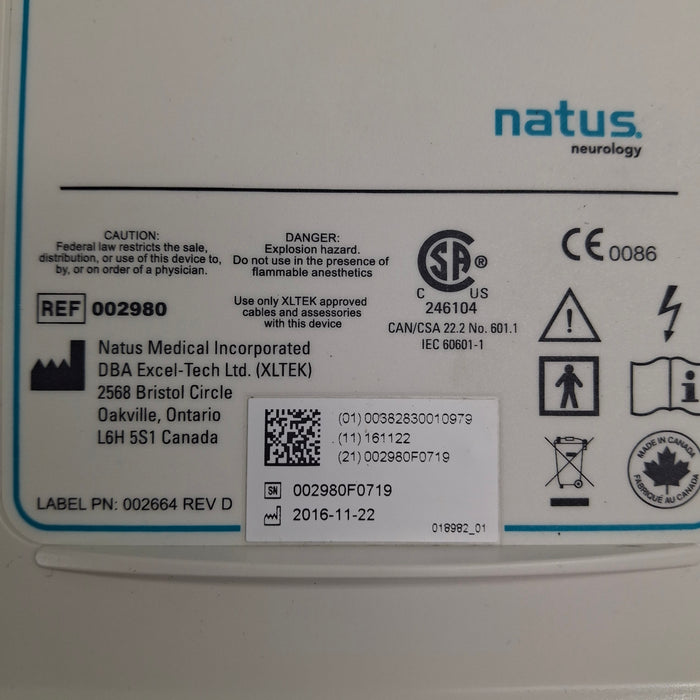 natus.
neurology
CAUTION:
Federal law restricts the sale,
distribution, or use of this device to,
by, or on order of a physician.
DANGER:
Explosion hazard.
Do not use in the presence of
flammable anesthetics
Use only XLTEK approved
cables and assessories
with this device
SA ®
C US
246104
CAN/CSA 22.2 No. 601.1
IEC 60601-1
CE 0086
REF 002980
Natus Medical Incorporated
DBA Excel-Tech Ltd. (XLTEK)
2568 Bristol Circle
Oakville, Ontario
L6H 5S1 Canada
LABEL PN: 002664 REV D
(01) 00382830010979
(11) 161122
(21) 002980F0719
SN 002980F0719
2016-11-22
018982_01
!
i
MADE IN CANADA
FABRIQUÉ AU CANADA